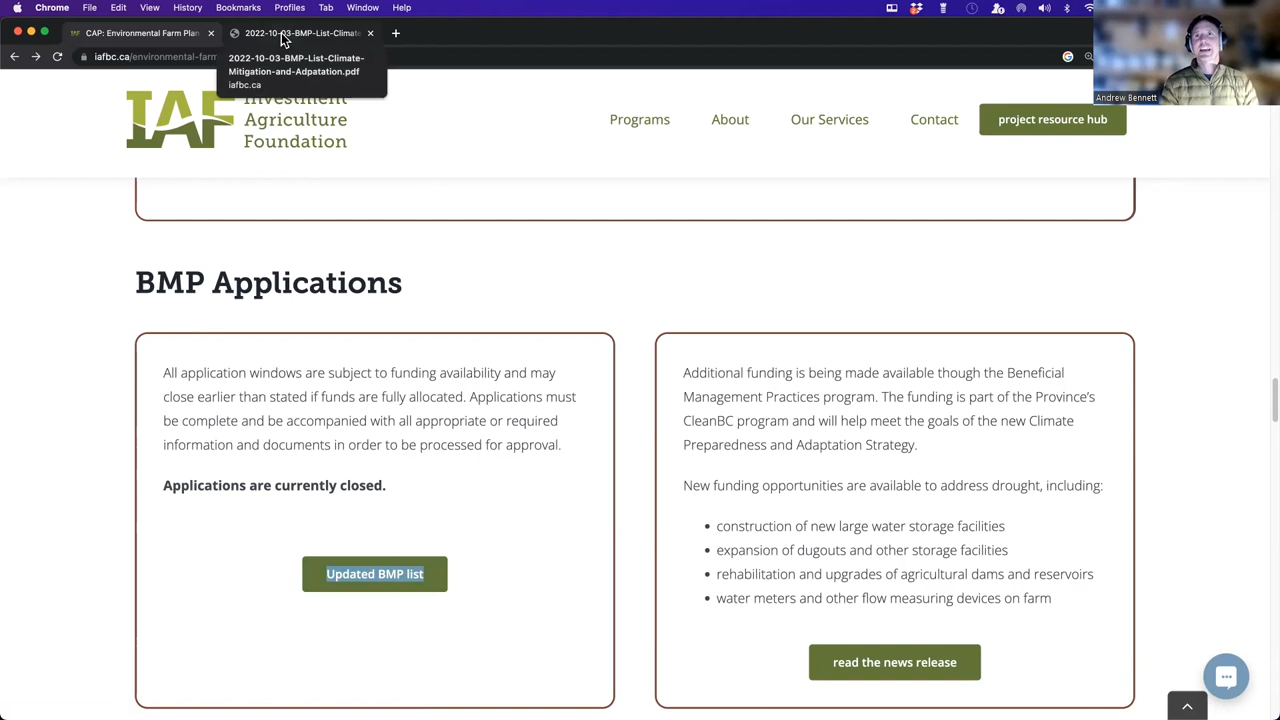 Chrome File Edit View History Bookmarks Profiles Tab Window Help
CAP: Environmental Farm Plan
2022-10-03-BMP-List-Climate
iafbc.ca/environmental-farm
2022-10-03-BMP-List-Climate-
Mitigation-and-Adpatation.pdf
iafbc.ca
Andrew Bennett
IAF
Investment
Agriculture
Foundation
Programs About Our Services Contact project resource hub
BMP Applications
All application windows are subject to funding availability and may
close earlier than stated if funds are fully allocated. Applications must
be complete and be accompanied with all appropriate or required
information and documents in order to be processed for approval.
Applications are currently closed.
Updated BMP list
Additional funding is being made available though the Beneficial
Management Practices program. The funding is part of the Province's
CleanBC program and will help meet the goals of the new Climate
Preparedness and Adaptation Strategy.
New funding opportunities are available to address drought, including:
• construction of new large water storage facilities
• expansion of dugouts and other storage facilities
• rehabilitation and upgrades of agricultural dams and reservoirs
• water meters and other flow measuring devices on farm
read the news release